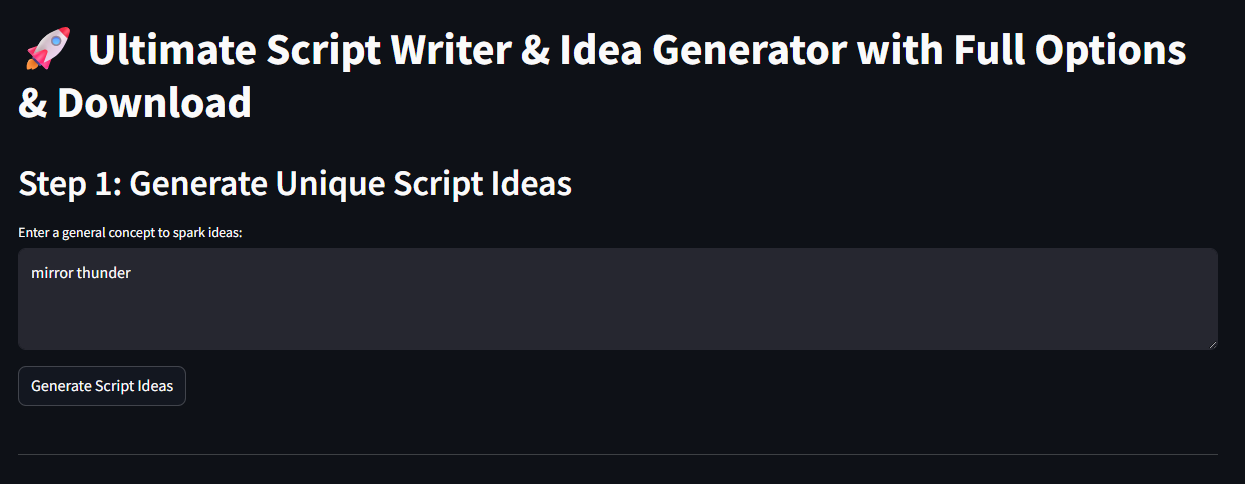 🚀 Ultimate Script Writer & Idea Generator with Full Options
& Download
Step 1: Generate Unique Script Ideas
Enter a general concept to spark ideas:
mirror thunder
Generate Script Ideas